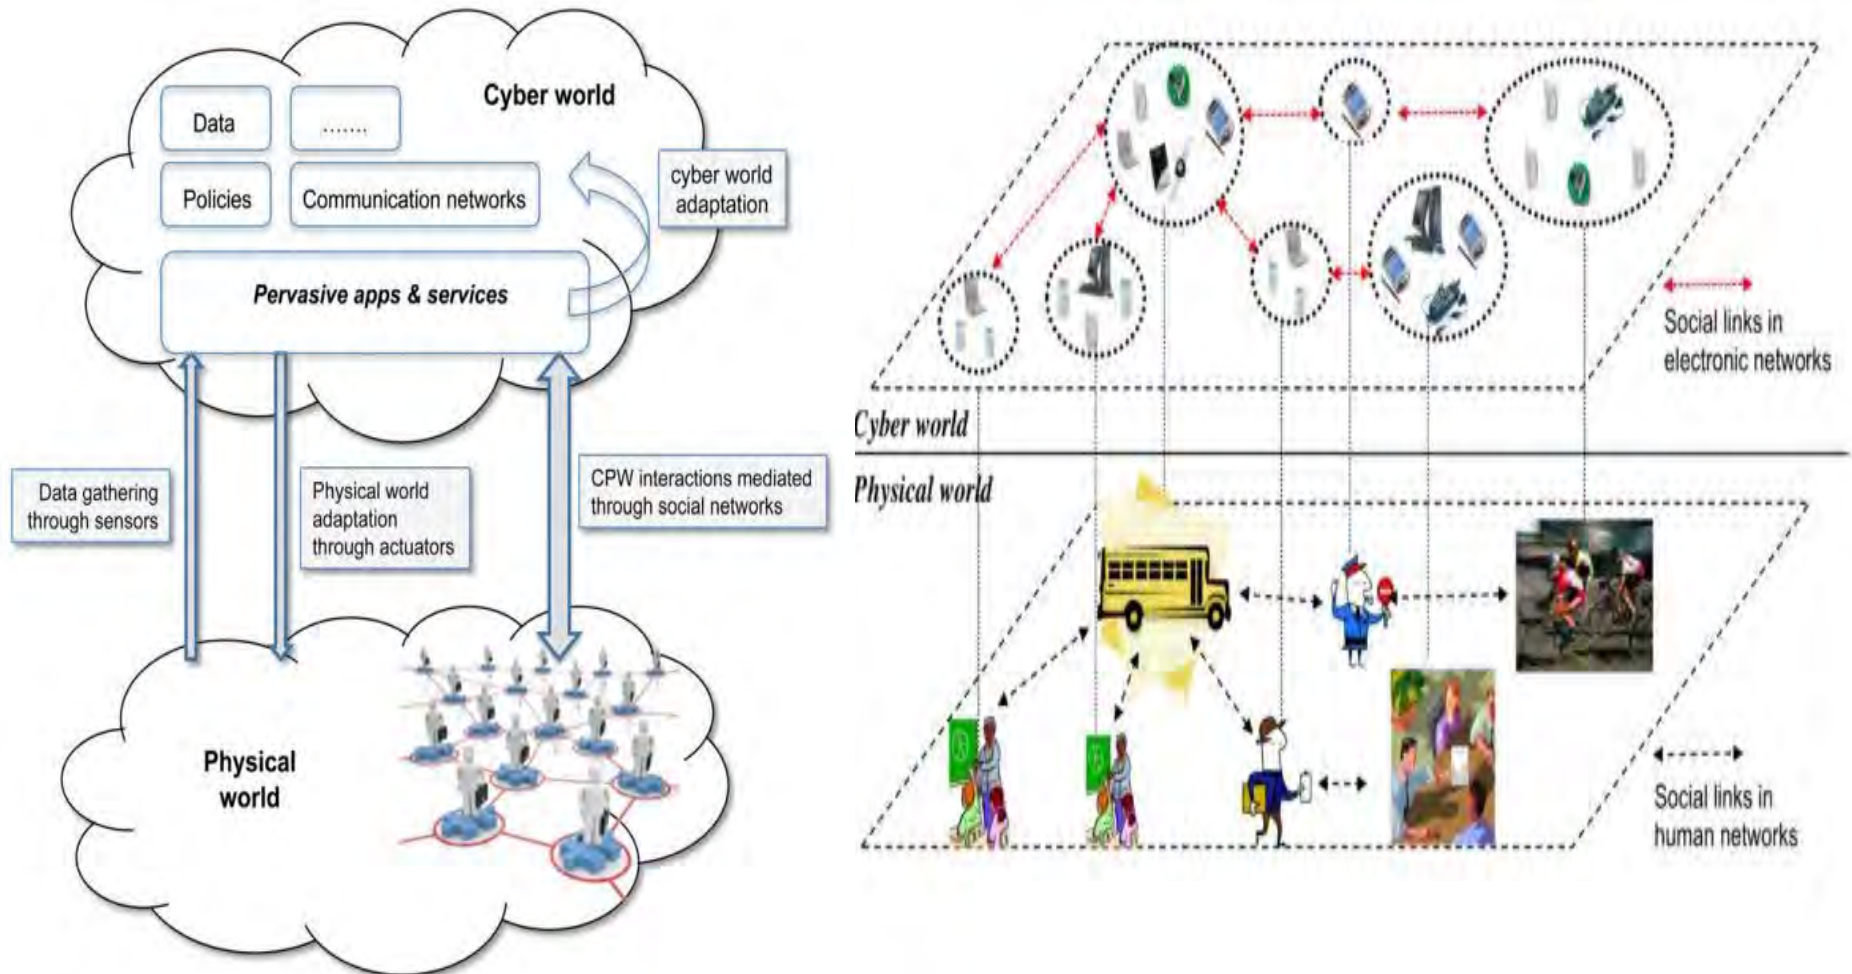 Cyber world
Data
.......
Policies
Communication networks
cyber world
adaptation
Pervasive apps & services
Data gathering
through sensors
Physical world
adaptation
through actuators
CPW interactions mediated
through social networks
Physical
world
Social links in
electronic networks
Cyber world
Physical world
Social links in
human networks